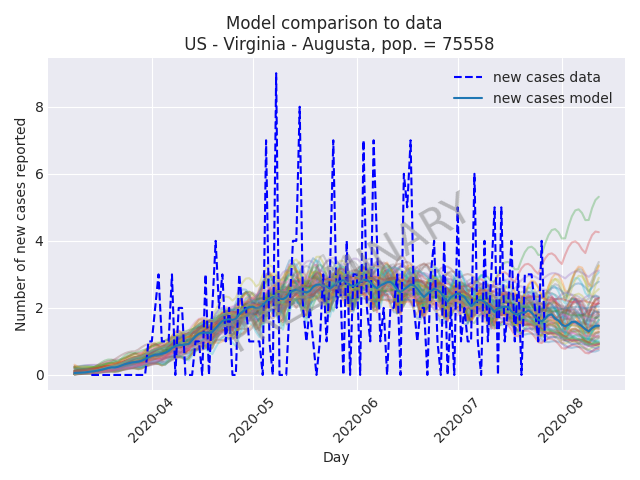 Model comparison to data
US - Virginia - Augusta, pop. = 75558
new cases data
new cases model
Number of new cases reported
8
6
4
2
0
2020-04
2020-05
2020-06
2020-07
2020-08
Day